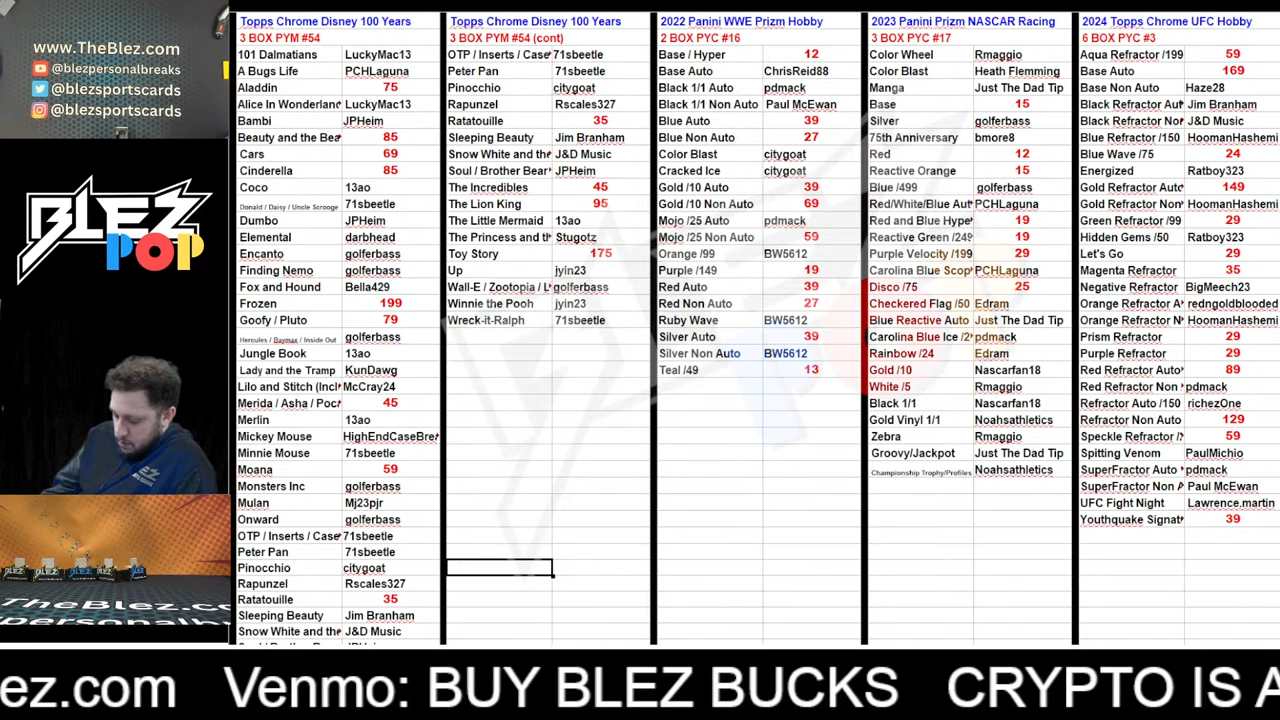 www.TheBlez.com
@blezpersonalbreaks
@blezsportscards
@blezsportscards
BLEZ
POP
TheBlez.co
personalb
Topps Chrome Disney 100 Years
3 BOX PYM #54
101 Dalmatians LuckyMac13
A Bugs Life PCHLaguna
Aladdin 75
Alice In Wonderlan LuckyMac13
Bambi JPHeim
Beauty and the Bea 85
Cars 69
Cinderella 85
Coco 13ao
Donald / Daisy / Uncle Scrooge 71sbeetle
Dumbo JPHeim
Elemental darbhead
Encanto golferbass
Finding Nemo golferbass
Fox and Hound Bella429
Frozen 199
Goofy / Pluto 79
Hercules / Baymax / Inside Out golferbass
Jungle Book 13ao
Lady and the Tramp KunDawg
Lilo and Stitch (Incl McCray24
Merida / Asha / Poc 45
Merlin 13ao
Mickey Mouse HighEndCaseBre
Minnie Mouse 71sbeetle
Moana 59
Monsters Inc golferbass
Mulan Mj23pjr
Onward golferbass
OTP / Inserts / Case 71sbeetle
Peter Pan 71sbeetle
Pinocchio citygoat
Rapunzel Rscales327
Ratatouille 35
Sleeping Beauty Jim Branham
Snow White and the J&D Music
Topps Chrome Disney 100 Years
3 BOX PYM #54 (cont)
OTP / Inserts / Case 71sbeetle
Peter Pan 71sbeetle
Pinocchio citygoat
Rapunzel Rscales327
Ratatouille 35
Sleeping Beauty Jim Branham
Snow White and the J&D Music
Soul / Brother Bear JPHeim
The Incredibles 45
The Lion King 95
The Little Mermaid 13ao
The Princess and th Stugotz
Toy Story 175
Up jyin23
Wall-E / Zootopia / L golferbass
Winnie the Pooh jyin23
Wreck-it-Ralph 71sbeetle
2022 Panini WWE Prizm Hobby
2 BOX PYC #16
Base / Hyper 12
Base Auto ChrisReid88
Black 1/1 Auto pdmack
Black 1/1 Non Auto Paul McEwan
Blue Auto 39
Blue Non Auto 27
Color Blast citygoat
Cracked Ice citygoat
Gold /10 Auto 39
Gold /10 Non Auto 69
Mojo /25 Auto pdmack
Mojo /25 Non Auto 59
Orange /99 BW5612
Purple /149 19
Red Auto 39
Red Non Auto 27
Ruby Wave BW5612
Silver Auto 39
Silver Non Auto BW5612
Teal /49 13
2023 Panini Prizm NASCAR Racing
3 BOX PYC #17
Color Wheel Rmaggio
Color Blast Heath Flemming
Manga Just The Dad Tip
Base 15
Silver golferbass
75th Anniversary bmore8
Red 12
Reactive Orange 15
Blue /499 golferbass
Red/White/Blue Aut PCHLaguna
Red and Blue Hype 19
Reactive Green /249 19
Purple Velocity /199 29
Carolina Blue Scop PCHLaguna
Disco /75 25
Checkered Flag /50 Edram
Blue Reactive Auto Just The Dad Tip
Carolina Blue Ice /2 pdmack
Rainbow /24 Edram
Gold /10 Nascarfan18
White /5 Rmaggio
Black 1/1 Nascarfan18
Gold Vinyl 1/1 Noahsathletics
Zebra Rmaggio
Groovy/Jackpot Just The Dad Tip
Championship Trophy/Profiles Noahsathletics
2024 Topps Chrome UFC Hobby
6 BOX PYC #3
Aqua Refractor /199 59
Base Auto 169
Base Non Auto Haze28
Black Refractor Aut Jim Branham
Black Refractor Nor J&D Music
Blue Refractor /150 HoomanHashemi
Blue Wave /75 24
Energized Ratboy323
Gold Refractor Auto 149
Gold Refractor Non HoomanHashemi
Green Refractor /99 29
Hidden Gems /50 Ratboy323
Let's Go 29
Magenta Refractor 35
Negative Refractor BigMeech23
Orange Refractor A redngoldblooded
Orange Refractor N HoomanHashemi
Prism Refractor 29
Purple Refractor 29
Red Refractor Auto 89
Red Refractor Non pdmack
Refractor Auto /150 richezOne
Refractor Non Auto 129
Speckle Refractor / 59
Spitting Venom PaulMichio
SuperFractor Auto pdmack
SuperFractor Non A Paul McEwan
UFC Fight Night Lawrence.martin
Youthquake Signat 39
ez.com Venmo: BUY BLEZ BUCKS CRYPTO IS A